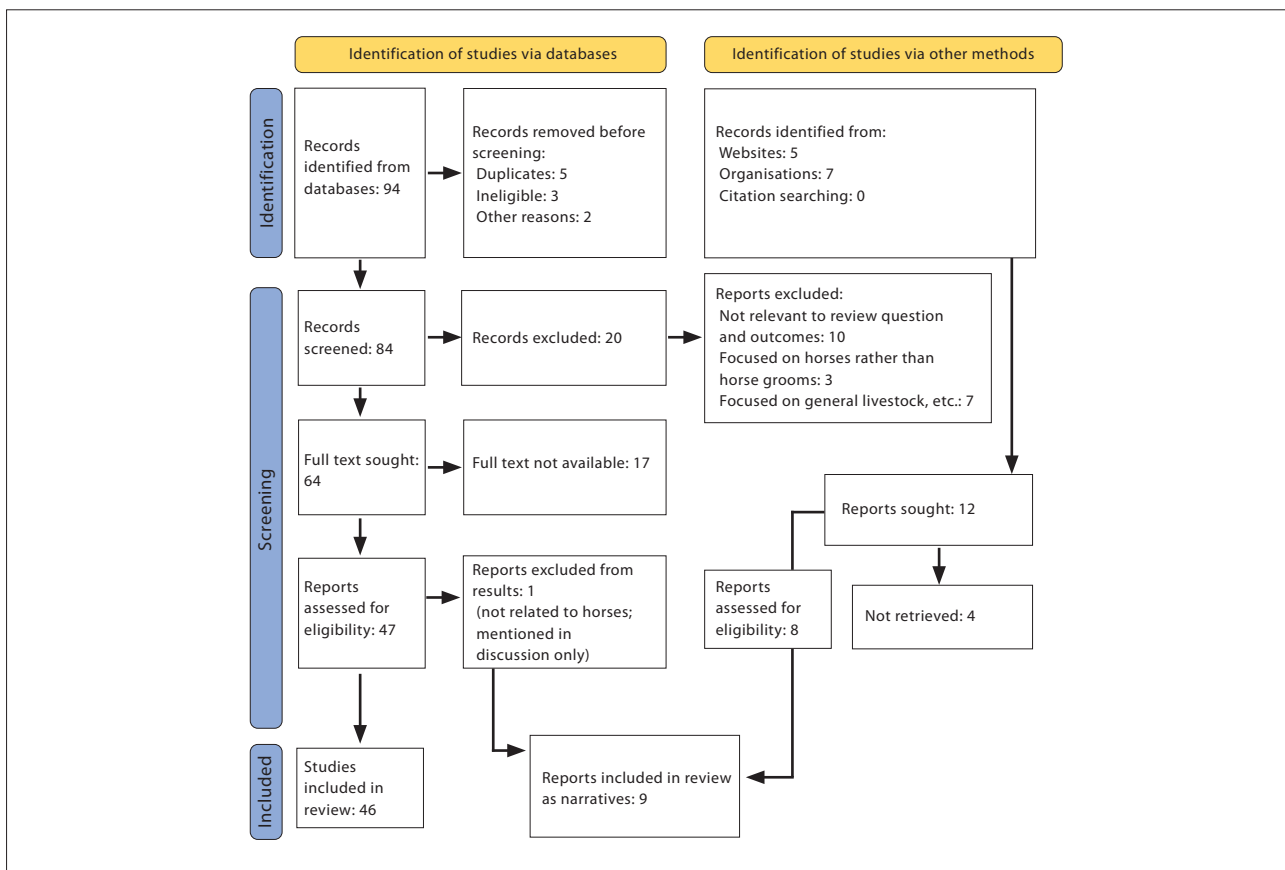 Identification of studies via databases
Identification of studies via other methods
Identification
Records
identified from
databases: 94
Records removed before
screening:
Duplicates: 5
Ineligible: 3
Other reasons: 2
Records identified from:
Websites: 5
Organisations: 7
Citation searching: 0
Screening
Records
screened: 84
Records excluded: 20
Reports excluded:
Not relevant to review question
and outcomes: 10
Focused on horses rather than
horse grooms: 3
Focused on general livestock, etc.: 7
Full text sought:
64
Full text not available: 17
Reports sought: 12
Reports
assessed for
eligibility: 47
Reports excluded from
results: 1
(not related to horses;
mentioned in
discussion only)
Reports
assessed for
eligibility: 8
Not retrieved: 4
Included
Studies
included in
review: 46
Reports included in review
as narratives: 9